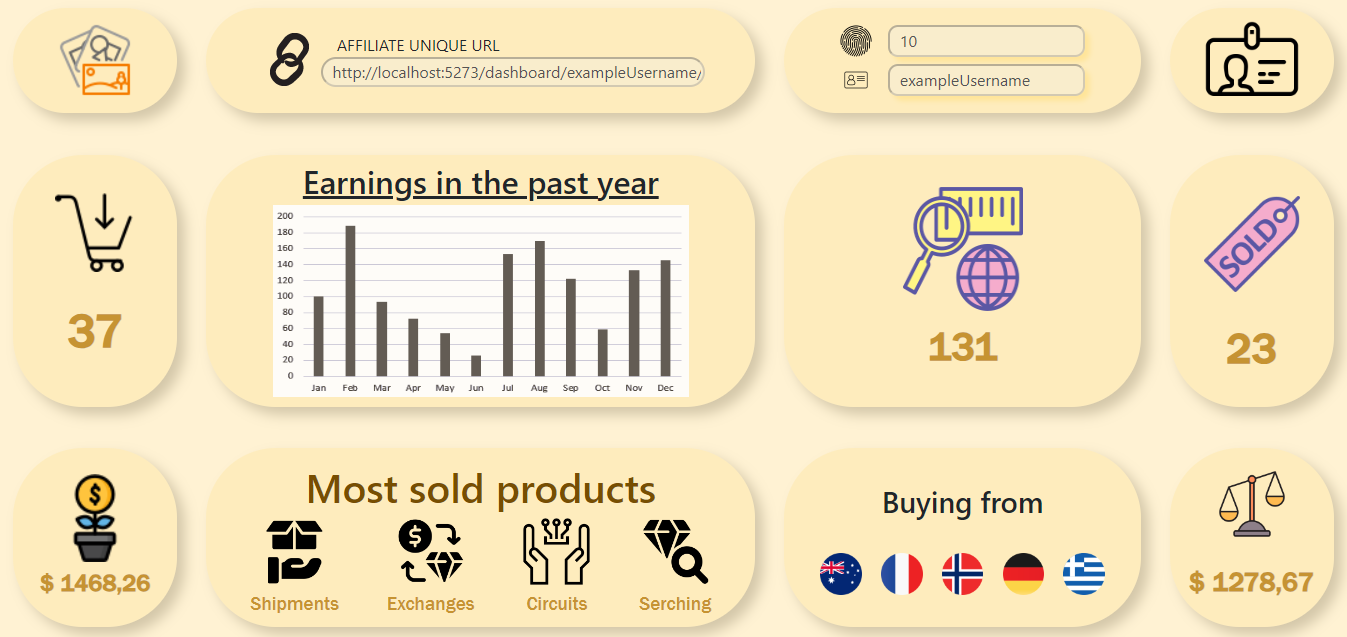 AFFILIATE UNIQUE URL
http://localhost:5273/dashboard/exampleUsername/
10
exampleUsername
37
Earnings in the past year
200
180
160
140
120
100
80
60
40
20
0
Jan Feb Mar Apr May Jun Jul Aug Sep Oct Nov Dec
131
SOLD
23
$
$ 1468,26
Most sold products
$
Shipments Exchanges Circuits Serching
Buying from
$ 1278,67